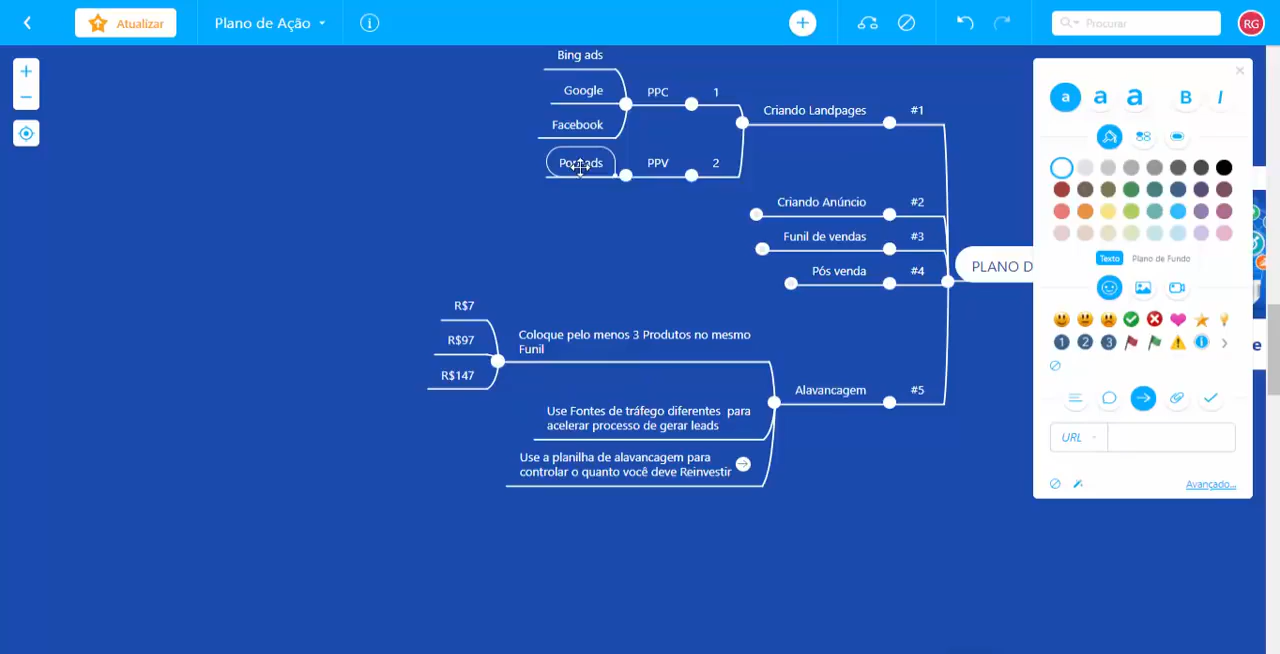 Atualizar
Plano de Ação
Procurar
RG
Bing ads
Google
Facebook
PPC
1
PPV
2
Criando Landpages
#1
Criando Anúncio
#2
Funil de vendas
#3
Pós venda
#4
PLANO D
R$7
R$97
R$147
Coloque pelo menos 3 Produtos no mesmo
Funil
Alavancagem
#5
Use Fontes de tráfego diferentes para
acelerar processo de gerar leads
Use a planilha de alavancagem para
controlar o quanto você deve Reinvestir
a a a B I
Texto
Plano de Fundo
1 2 3
URL
Avançado...
e